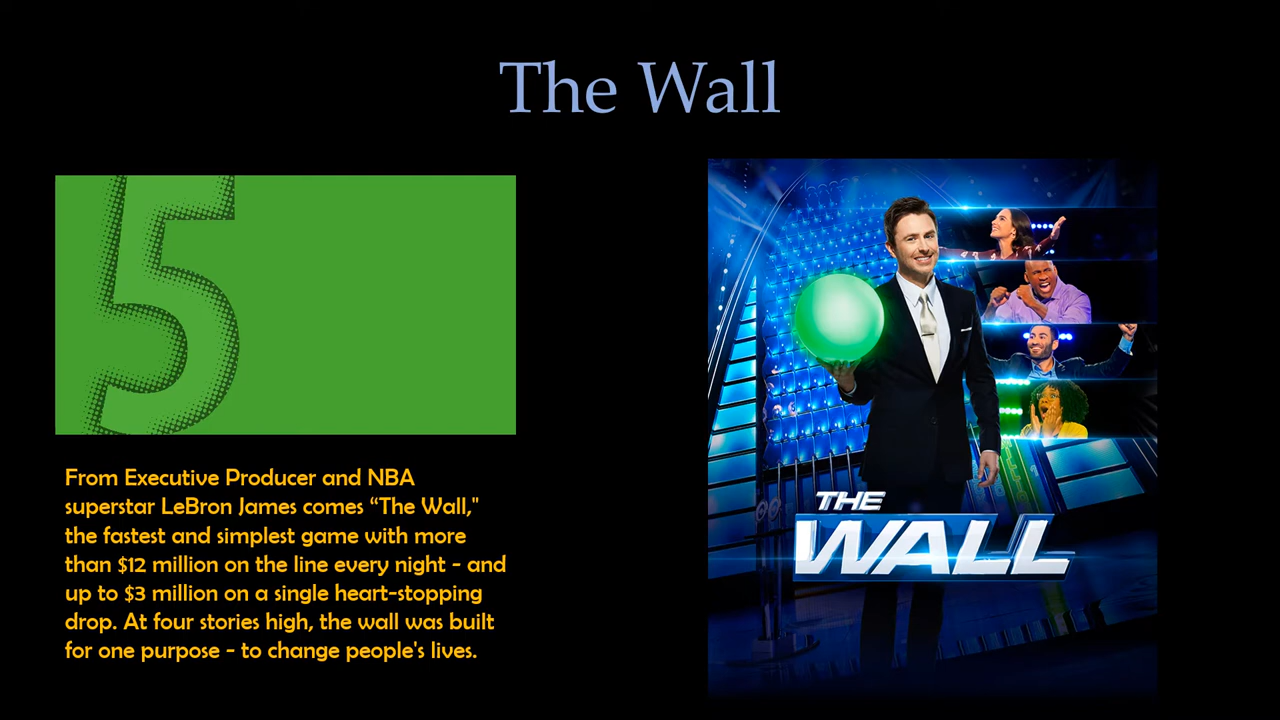 The Wall
5
From Executive Producer and NBA
superstar LeBron James comes “The Wall,"
the fastest and simplest game with more
than $12 million on the line every night - and
up to $3 million on a single heart-stopping
drop. At four stories high, the wall was built
for one purpose - to change people's lives.
THE
WALL